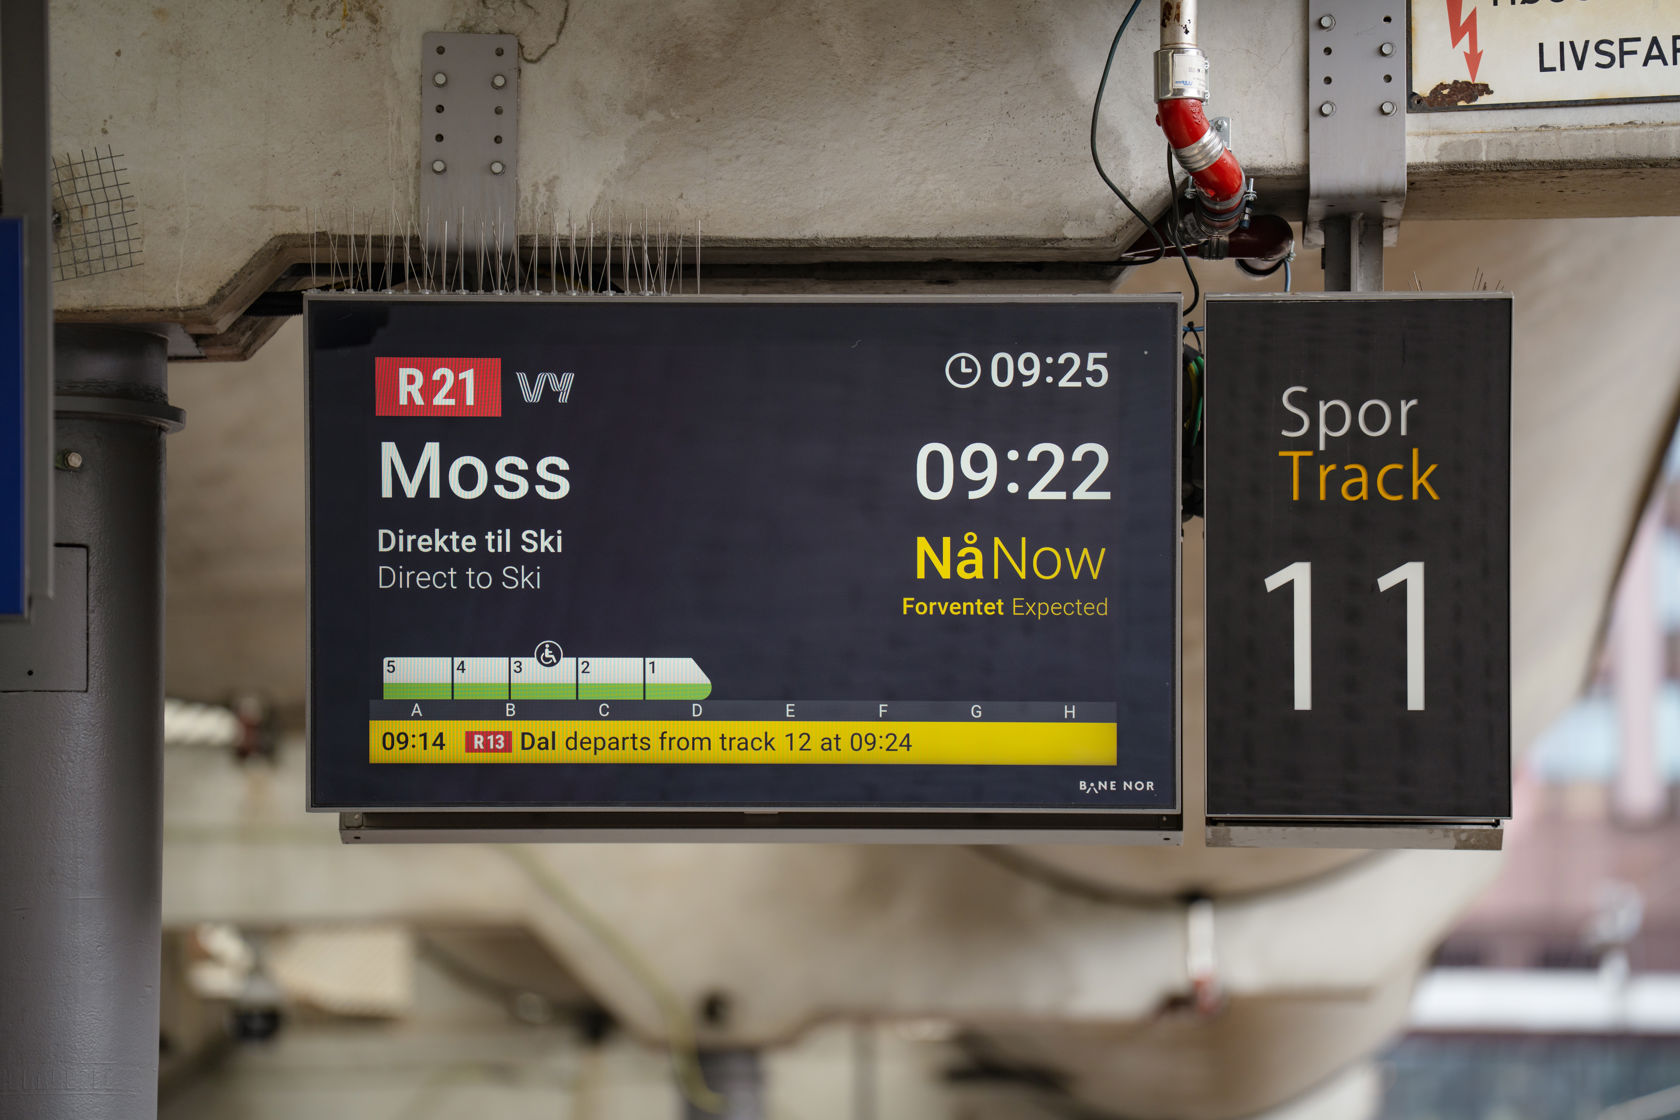 LIVSFAR
R21 VY
09:25
Moss
09:22
Direkte til Ski
Direct to Ski
Nå Now
Forventet Expected
5 4 3 2 1
A B C D E F G H
09:14 R13 Dal departs from track 12 at 09:24
BANE NOR
Spor
Track
11